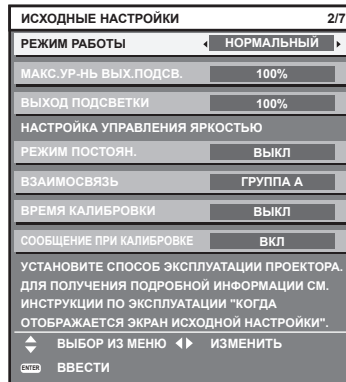 ИСХОДНЫЕ НАСТРОЙКИ 2/7
РЕЖИМ РАБОТЫ НОРМАЛЬНЫЙ
МАКС.УР-НЬ ВЫХ.ПОДСВ. 100%
ВЫХОД ПОДСВЕТКИ 100%
НАСТРОЙКА УПРАВЛЕНИЯ ЯРКОСТЬЮ
РЕЖИМ ПОСТОЯН. ВЫКЛ
ВЗАИМОСВЯЗЬ ГРУППА А
ВРЕМЯ КАЛИБРОВКИ ВЫКЛ
СООБЩЕНИЕ ПРИ КАЛИБРОВКЕ ВКЛ
УСТАНОВИТЕ СПОСОБ ЭКСПЛУАТАЦИИ ПРОЕКТОРА.
ДЛЯ ПОЛУЧЕНИЯ ПОДРОБНОЙ ИНФОРМАЦИИ СМ.
ИНСТРУКЦИИ ПО ЭКСПЛУАТАЦИИ "КОГДА
ОТОБРАЖАЕТСЯ ЭКРАН ИСХОДНОЙ НАСТРОЙКИ".
ВЫБОР ИЗ МЕНЮ ИЗМЕНИТЬ
ENTER ВВЕСТИ